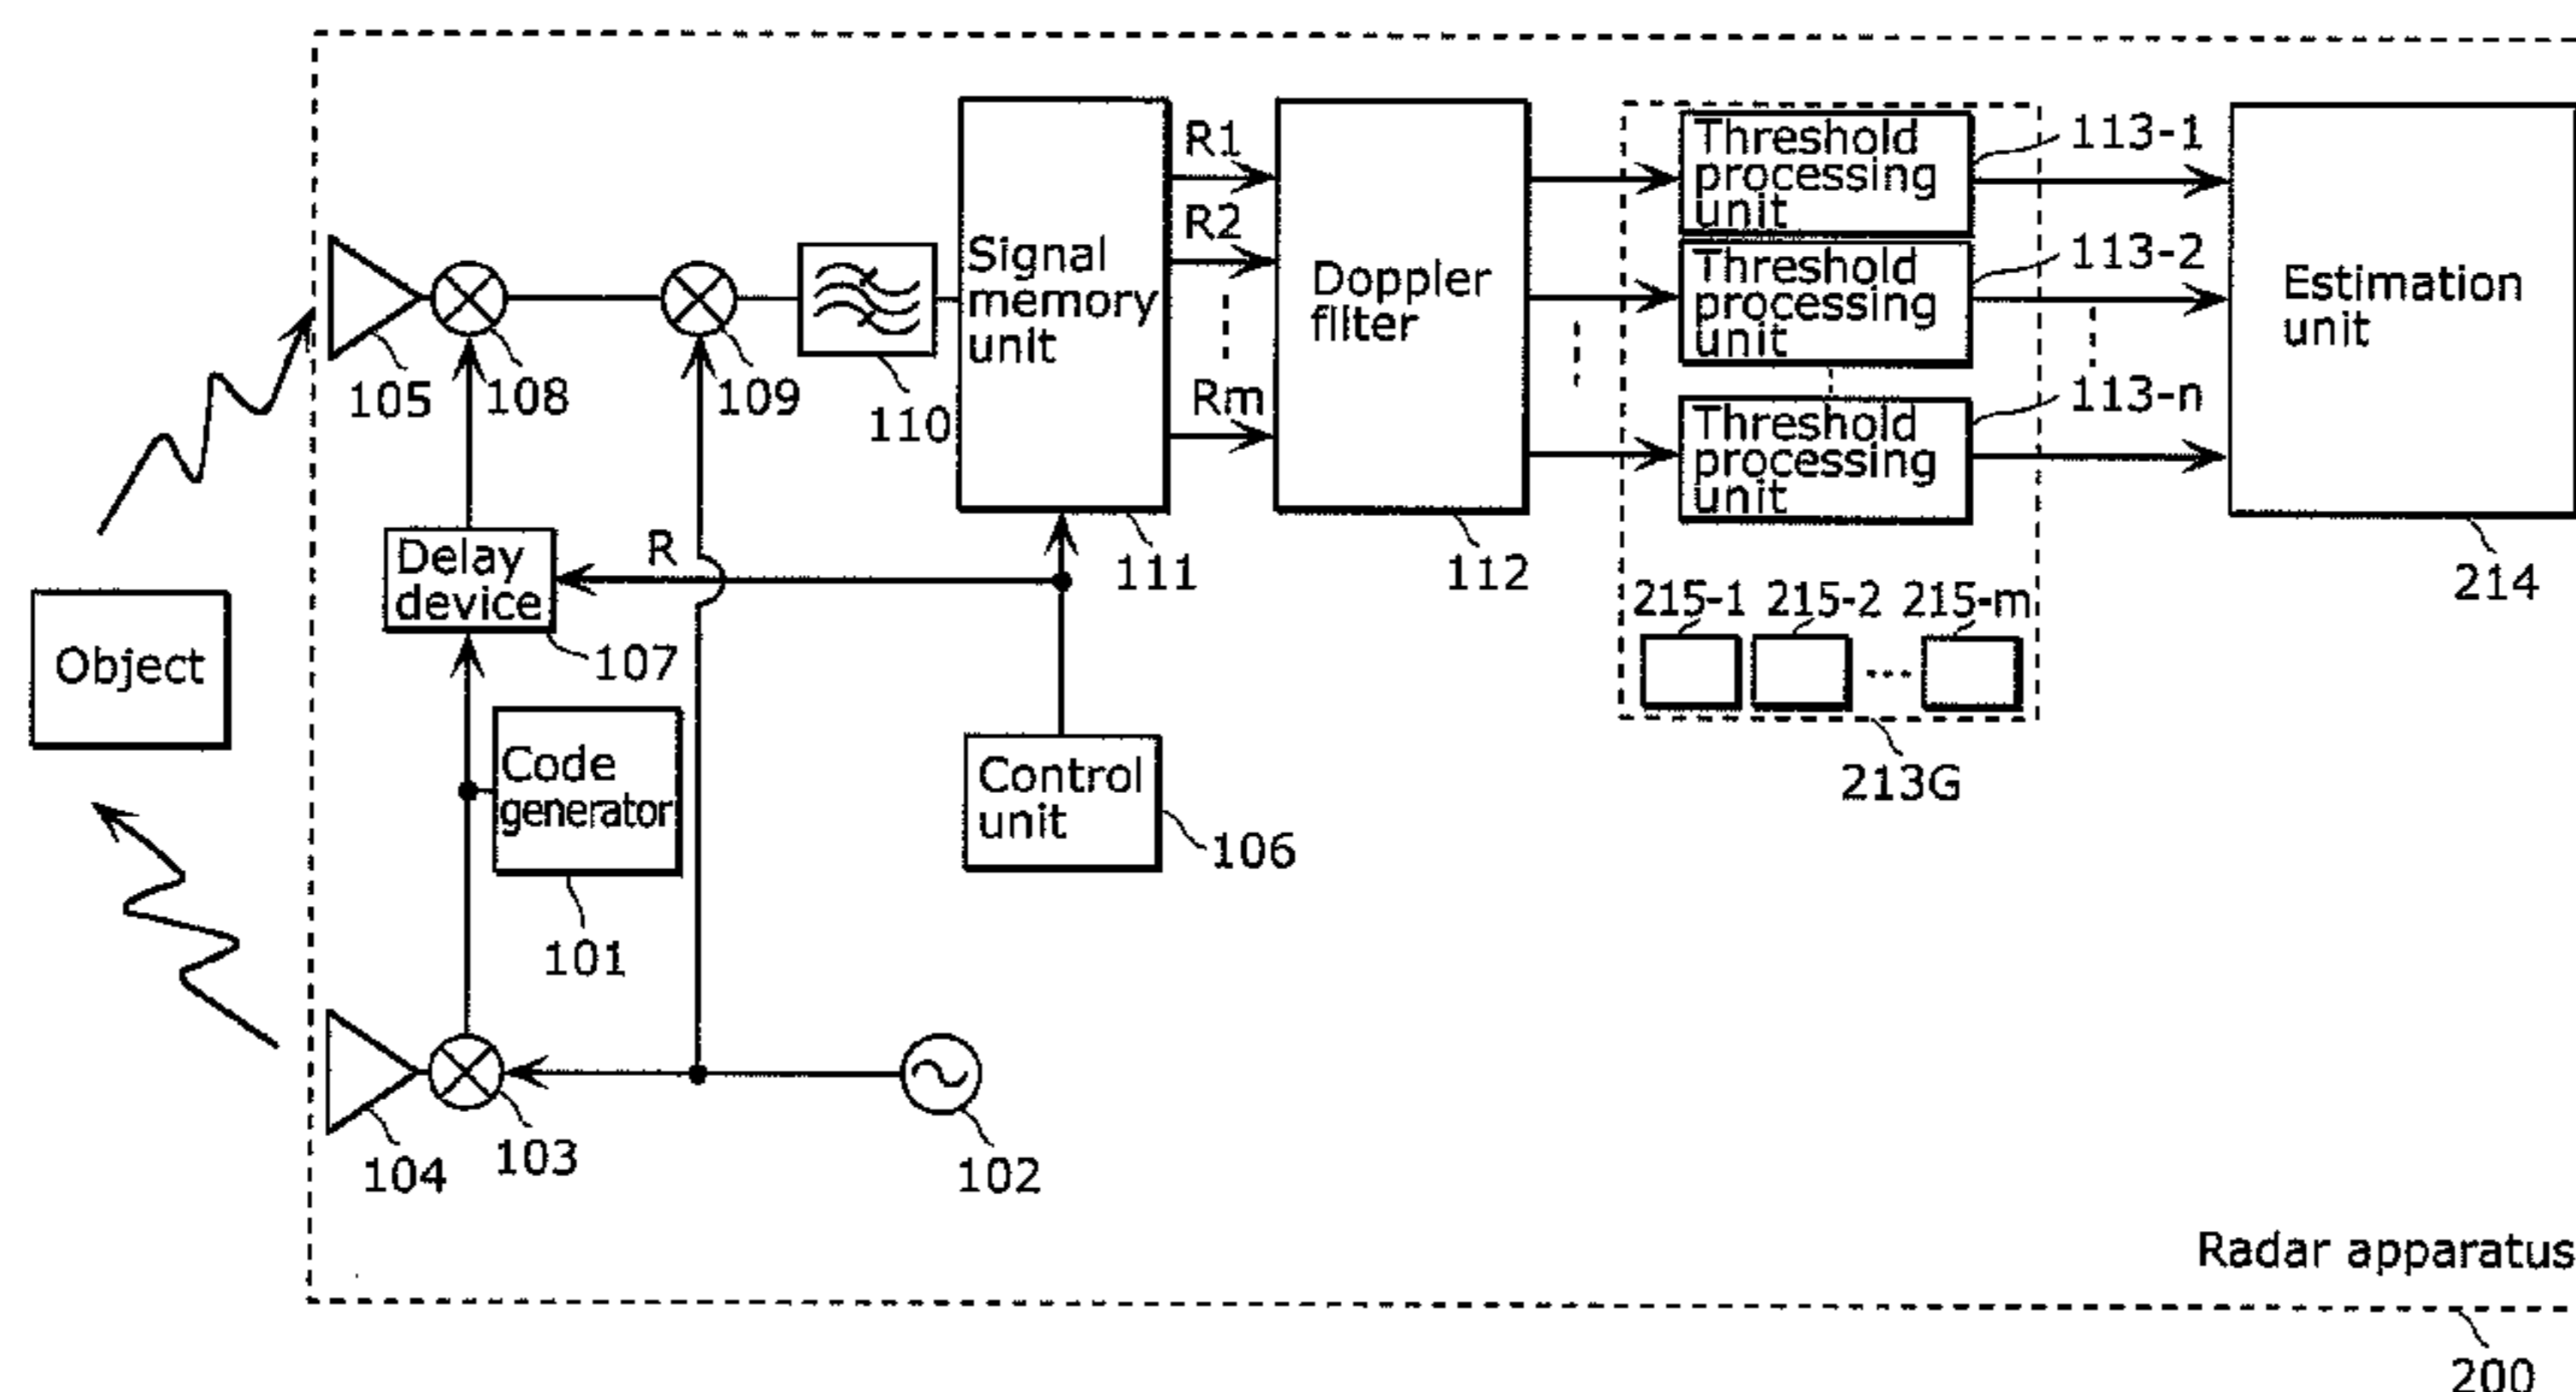 R1
R2
Rm
Signal
memory
unit
Doppler
filter
Threshold
processing
unit
113-1
Threshold
processing
unit
113-2
Threshold
processing
unit
113-n
Estimation
unit
105
108
109
110
111
112
214
Delay
device
R
107
215-1
215-2
215-m
213G
Object
Code
generator
101
Control
unit
106
104
103
102
Radar apparatus
200